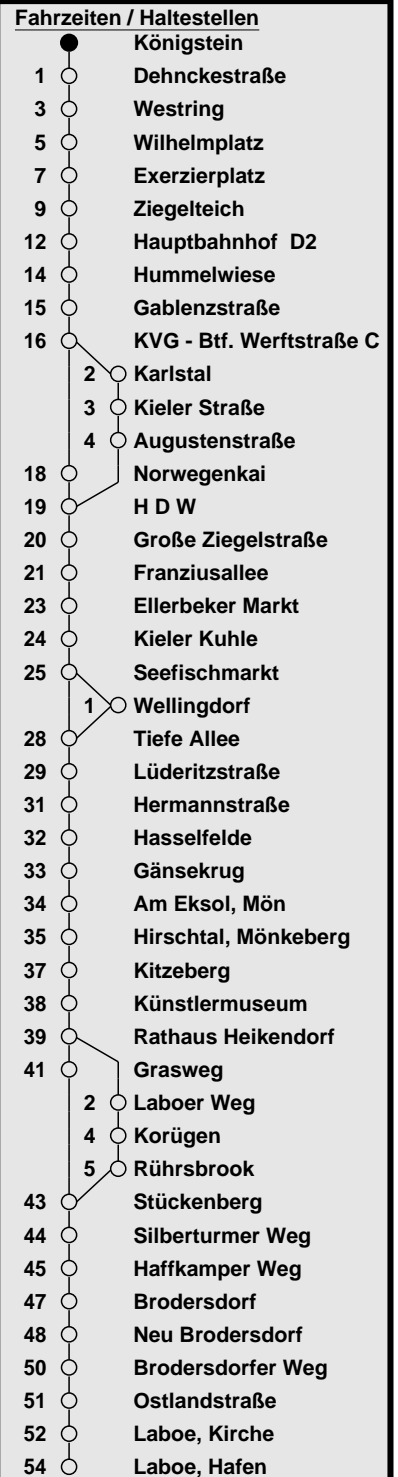 Fahrzeiten / Haltestellen
Königstein
1 Dehnckestraße
3 Westring
5 Wilhelmplatz
7 Exerzierplatz
9 Ziegelteich
12 Hauptbahnhof D2
14 Hummelwiese
15 Gablenzstraße
16 KVG - Btf. Werftstraße C
2 Karlstal
3 Kieler Straße
4 Augustenstraße
18 Norwegenkai
19 H D W
20 Große Ziegelstraße
21 Franziusallee
23 Ellerbeker Markt
24 Kieler Kuhle
25 Seefischmarkt
1 Wellingdorf
28 Tiefe Allee
29 Lüderitzstraße
31 Hermannstraße
32 Hasselfelde
33 Gänsekrug
34 Am Eksol, Mön
35 Hirschtal, Mönkeberg
37 Kitzeberg
38 Künstlermuseum
39 Rathaus Heikendorf
41 Grasweg
2 Laboer Weg
4 Korügen
5 Rührsbrook
43 Stückenberg
44 Silberturmer Weg
45 Haffkamper Weg
47 Brodersdorf
48 Neu Brodersdorf
50 Brodersdorfer Weg
51 Ostlandstraße
52 Laboe, Kirche
54 Laboe, Hafen